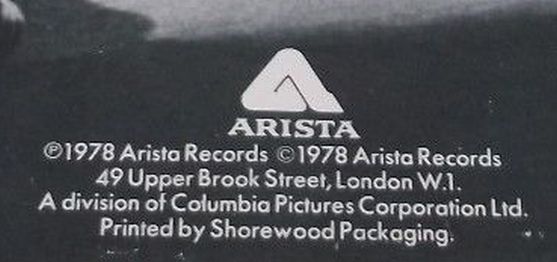 ARISTA
℗1978 Arista Records ©1978 Arista Records
49 Upper Brook Street, London W.1.
A division of Columbia Pictures Corporation Ltd.
Printed by Shorewood Packaging.